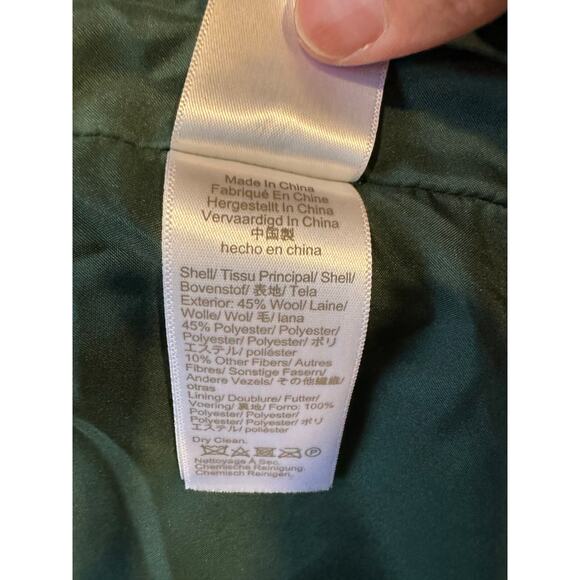 Made In China
Fabriqué En China
Hergestellt In China
Vervaardigd In China
中国製
hecho en china
Shell/ Tissu Principal/ Shell/
Bovenstof/ 表地/ Tela
Exterior: 45% Wool/ Laine/
Wolle/ Wol/ 毛/ lana
45% Polyester/ Polyester/
Polyester/ Polyester/ ポリ
エステル/ poliéster
10% Other Fibers/ Autres
Fibres/ Sonstige Fasern/
Andere Vezels/ その他繊維/
otras
Lining/ Doublure/ Futter/
Voering/ 裏地/ Forro: 100%
Polyester/ Polyester/
Polyester/ Polyester/ ポリ
エステル/ poliéster
Dry Clean.
Nettoyage À Sec.
Chemische Reinigung.
Chemisch Reinigen.